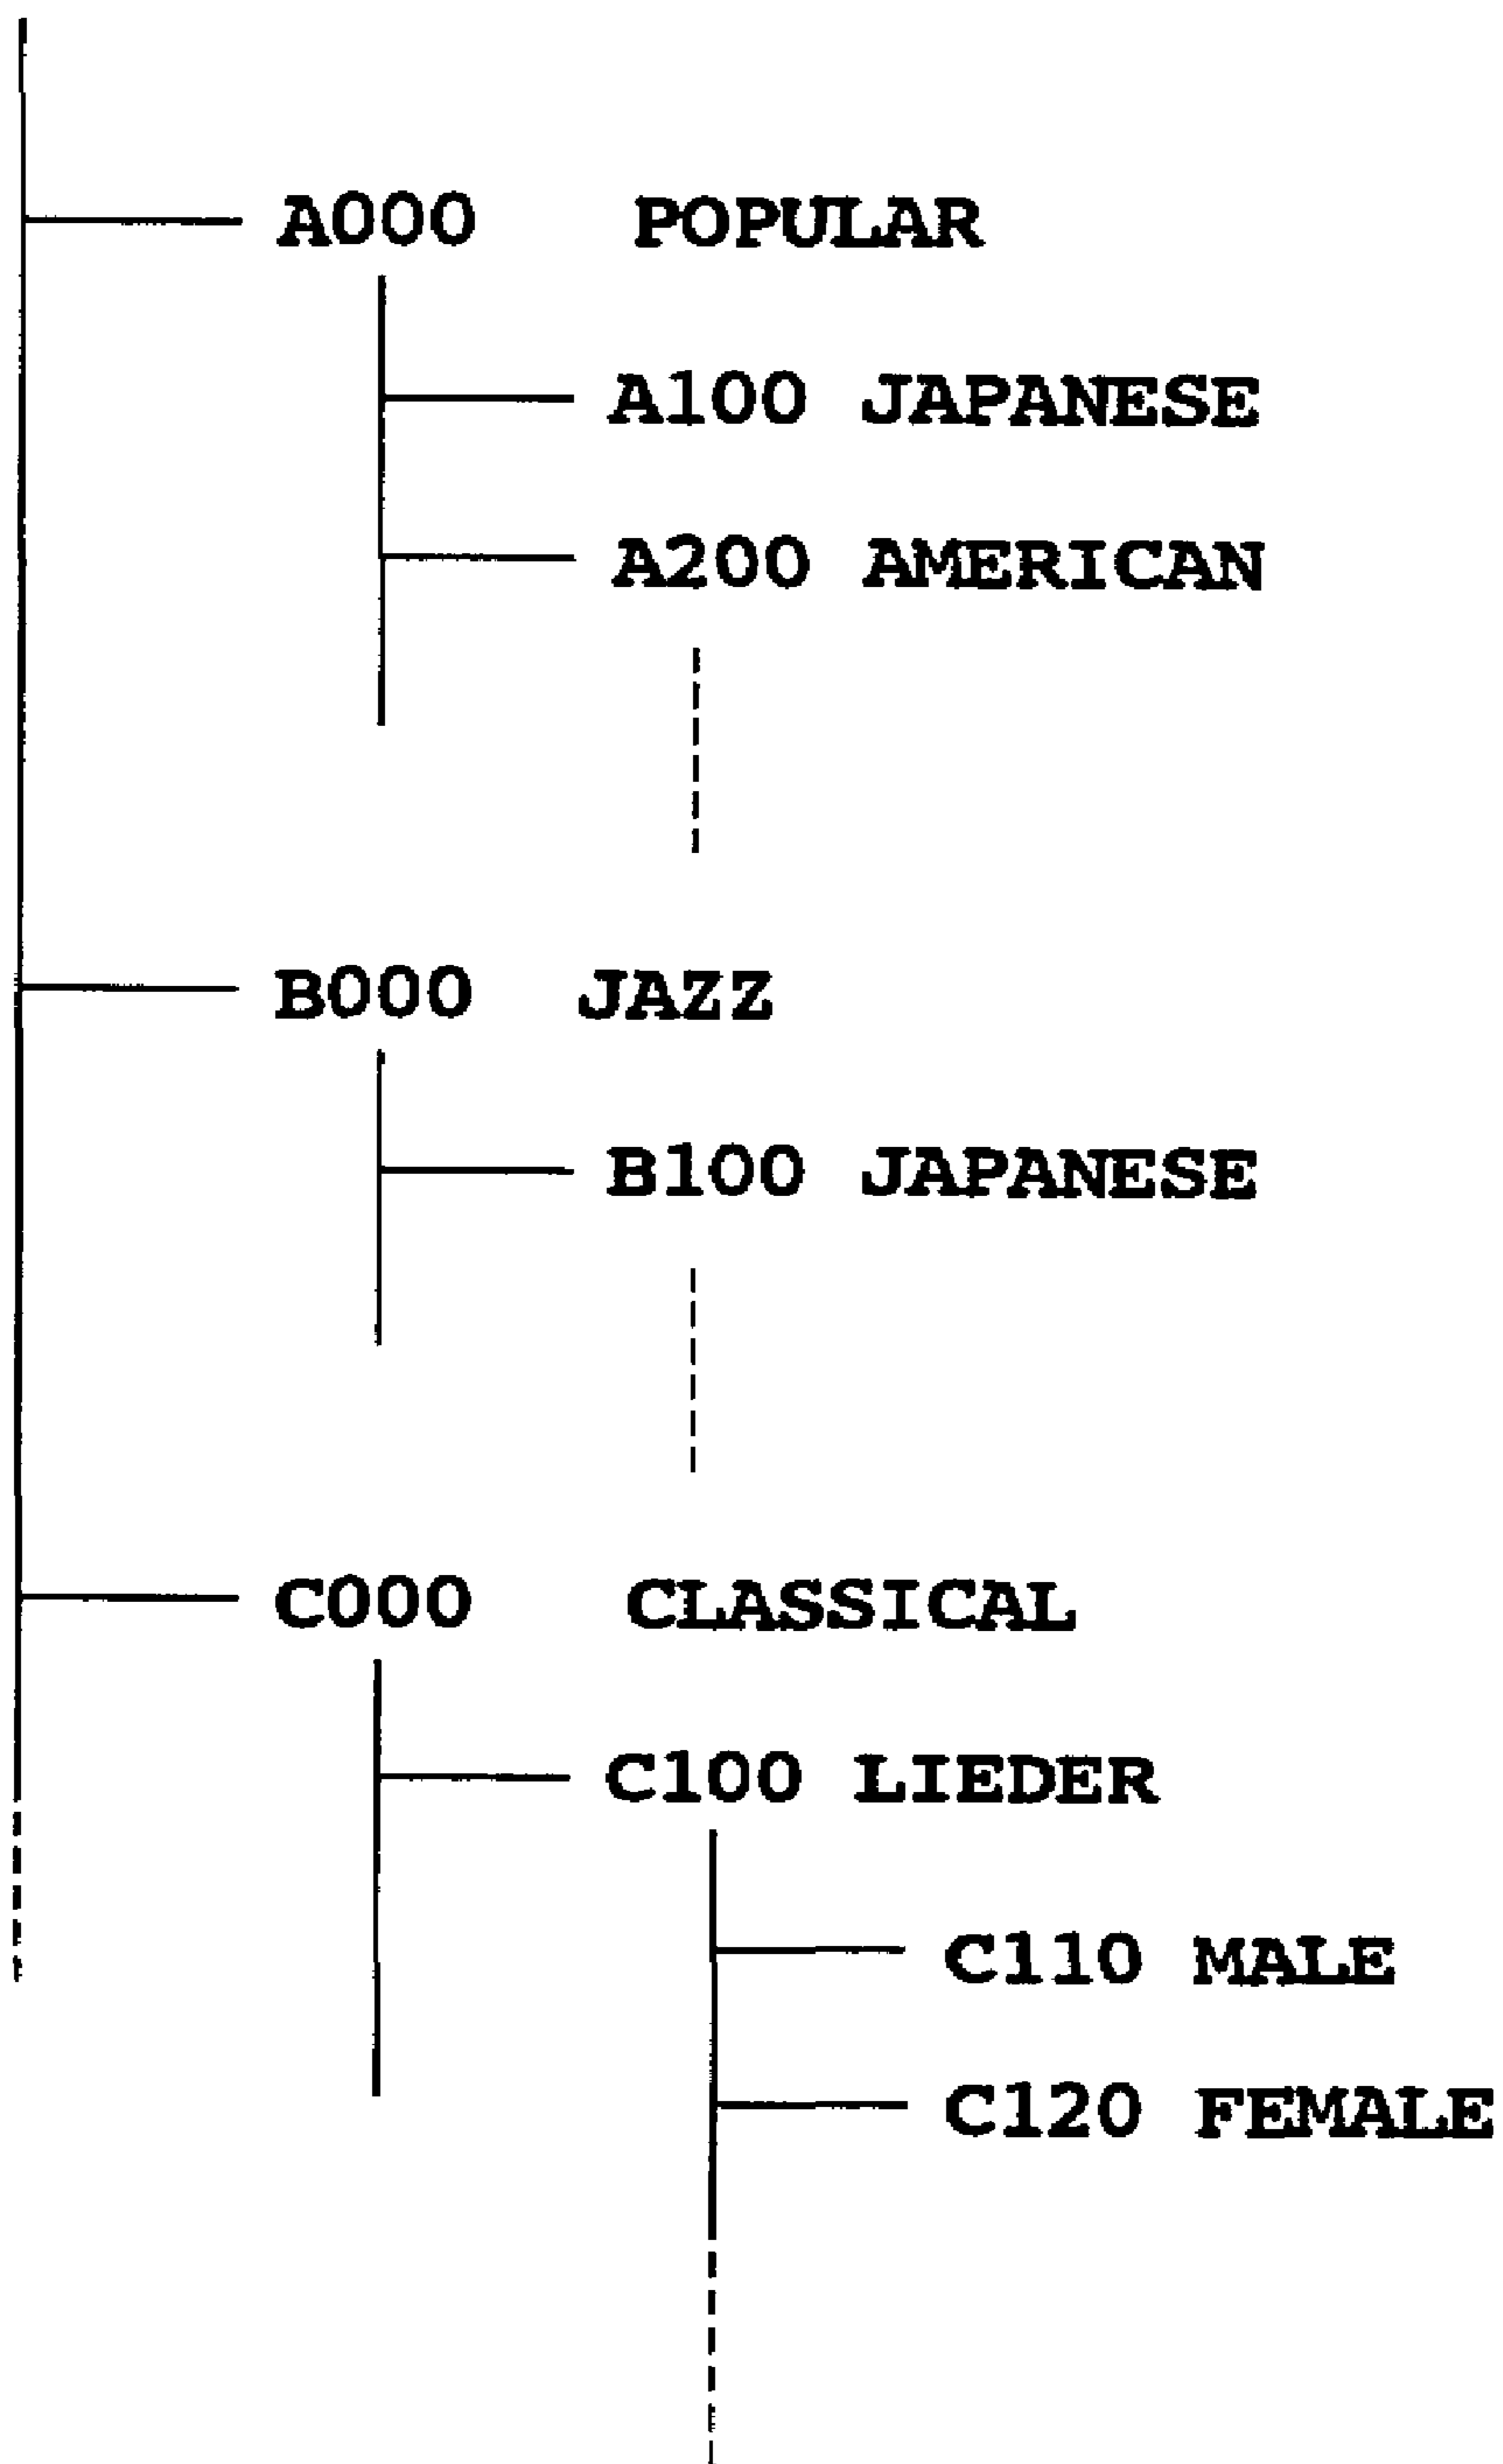 A000 POPULAR
A100 JAPANESE
A200 AMERICAN
B000 JAZZ
B100 JAPANESE
C000 CLASSICAL
C100 LIEDER
C110 MALE
C120 FEMALE